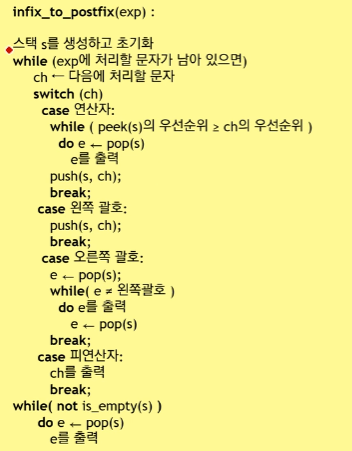 infix_to_postfix(exp) :
스택 s를 생성하고 초기화
while (exp에 처리할 문자가 남아 있으면)
ch ← 다음에 처리할 문자
switch (ch)
case 연산자:
while ( peek(s)의 우선순위 ≥ ch의 우선순위 )
do e ← pop(s)
e를 출력
push(s, ch);
break;
case 왼쪽 괄호:
push(s, ch);
break;
case 오른쪽 괄호:
e ← pop(s);
while( e ≠ 왼쪽괄호 )
do e를 출력
e ← pop(s)
break;
case 피연산자:
ch를 출력
break;
while( not is_empty(s) )
do e ← pop(s)
e를 출력